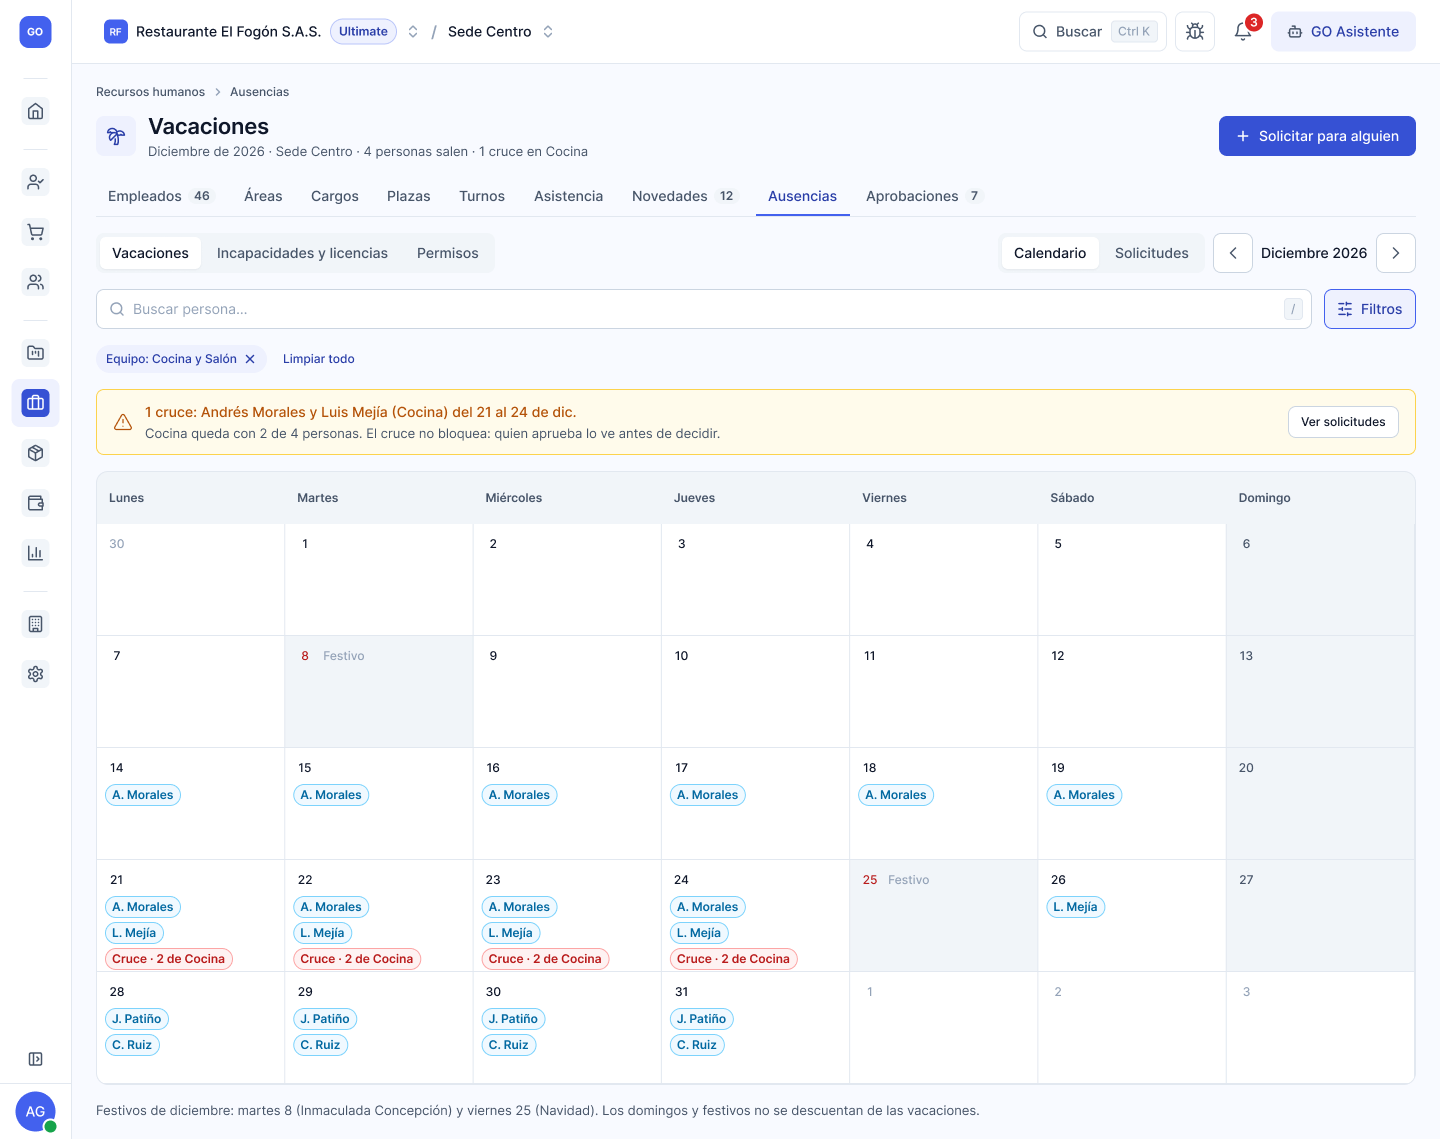 GO
RF Restaurante El Fogón S.A.S. Ultimate / Sede Centro
Buscar Ctrl K
3
GO Asistente
Recursos humanos Ausencias
Vacaciones
Diciembre de 2026 · Sede Centro · 4 personas salen · 1 cruce en Cocina
+ Solicitar para alguien
Empleados 46 Áreas Cargos Plazas Turnos Asistencia Novedades 12 Ausencias Aprobaciones 7
Vacaciones Incapacidades y licencias Permisos
Calendario Solicitudes Diciembre 2026
Buscar persona... /
Filtros
Equipo: Cocina y Salón Limpiar todo
1 cruce: Andrés Morales y Luis Mejía (Cocina) del 21 al 24 de dic.
Cocina queda con 2 de 4 personas. El cruce no bloquea: quien aprueba lo ve antes de decidir.
Ver solicitudes
Lunes Martes Miércoles Jueves Viernes Sábado Domingo
30 1 2 3 4 5 6
7 8 Festivo 9 10 11 12 13
14 15 16 17 18 19 20
A. Morales A. Morales A. Morales A. Morales A. Morales A. Morales
21 22 23 24 25 Festivo 26 27
A. Morales A. Morales A. Morales A. Morales L. Mejía
L. Mejía L. Mejía L. Mejía L. Mejía
Cruce · 2 de Cocina Cruce · 2 de Cocina Cruce · 2 de Cocina Cruce · 2 de Cocina
28 29 30 31 1 2 3
J. Patiño J. Patiño J. Patiño J. Patiño
C. Ruiz C. Ruiz C. Ruiz C. Ruiz
Festivos de diciembre: martes 8 (Inmaculada Concepción) y viernes 25 (Navidad). Los domingos y festivos no se descuentan de las vacaciones.
AG